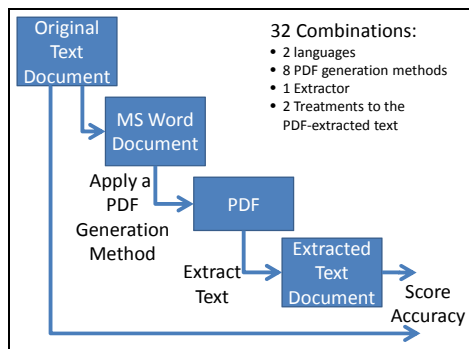 Original
Text
Document
32 Combinations:
• 2 languages
• 8 PDF generation methods
• 1 Extractor
• 2 Treatments to the
PDF-extracted text
MS Word
Document
Apply a
PDF
Generation
Method
PDF
Extract
Text
Extracted
Text
Document
Score
Accuracy